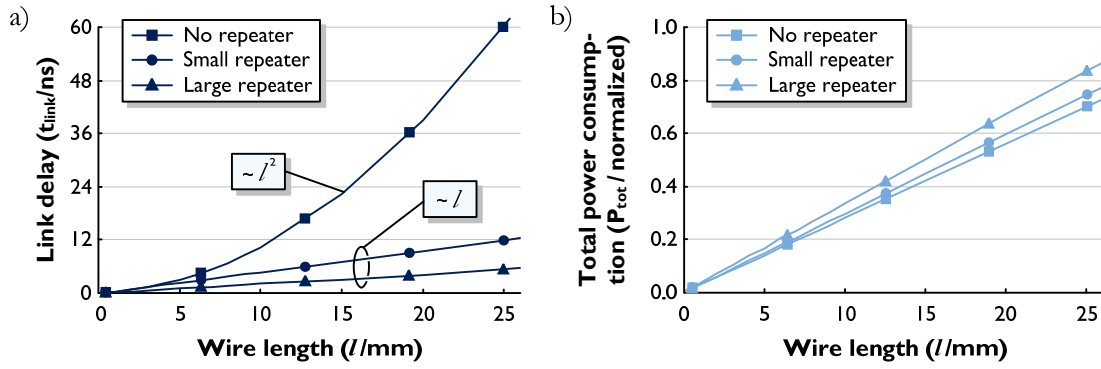 a)
Link delay (tlink/ns)
60
48
36
24
12
0
No repeater
Small repeater
Large repeater
~ l²
~ l
0
5
10
15
20
25
Wire length (l/mm)
b)
Total power consump-
tion (Ptot / normalized)
1.0
0.8
0.6
0.4
0.2
0.0
No repeater
Small repeater
Large repeater
0
5
10
15
20
25
Wire length (l/mm)